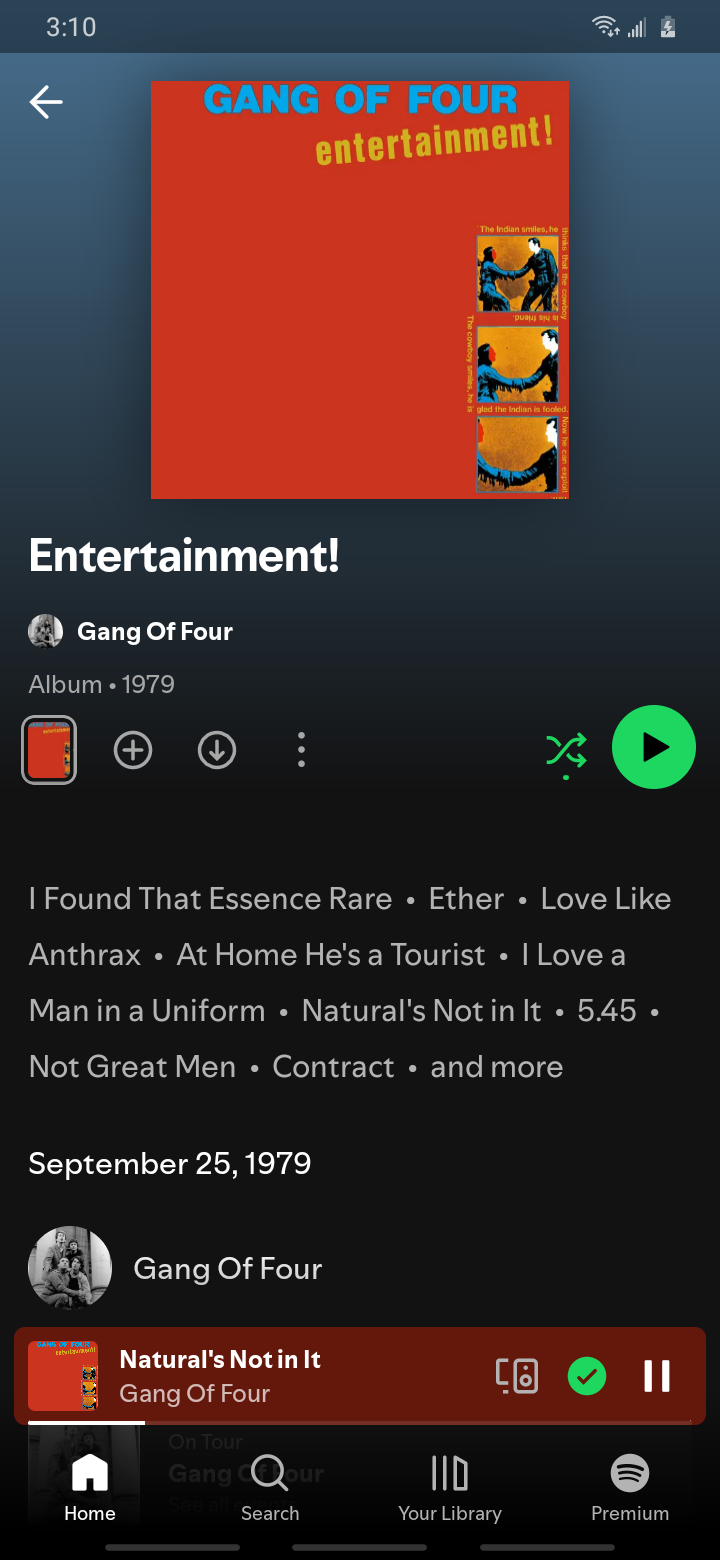 3:10
GANG OF FOUR
entertainment!
The Indian smiles, he
thinks that the cowboy
is his friend.
The cowboy smiles, he is
glad the Indian is fooled.
Now he can exploit
Entertainment!
Gang Of Four
Album • 1979
I Found That Essence Rare • Ether • Love Like
Anthrax • At Home He's a Tourist • I Love a
Man in a Uniform • Natural's Not in It • 5.45 •
Not Great Men • Contract • and more
September 25, 1979
Gang Of Four
Natural's Not in It
Gang Of Four
On Tour
Gang Of Four
See all
Home
Search
Your Library
Premium